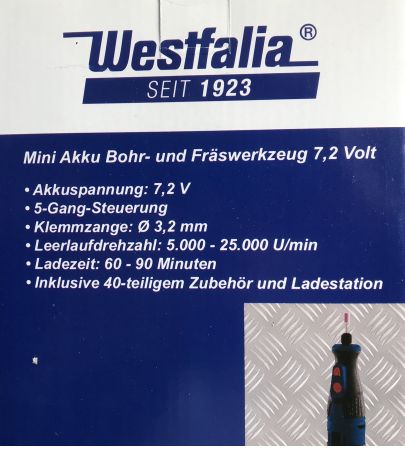 Westfalia®
SEIT 1923
Mini Akku Bohr- und Fräswerkzeug 7,2 Volt
• Akkuspannung: 7,2 V
• 5-Gang-Steuerung
• Klemmzange: Ø 3,2 mm
• Leerlaufdrehzahl: 5.000 - 25.000 U/min
• Ladezeit: 60 - 90 Minuten
• Inklusive 40-teiligem Zubehör und Ladestation